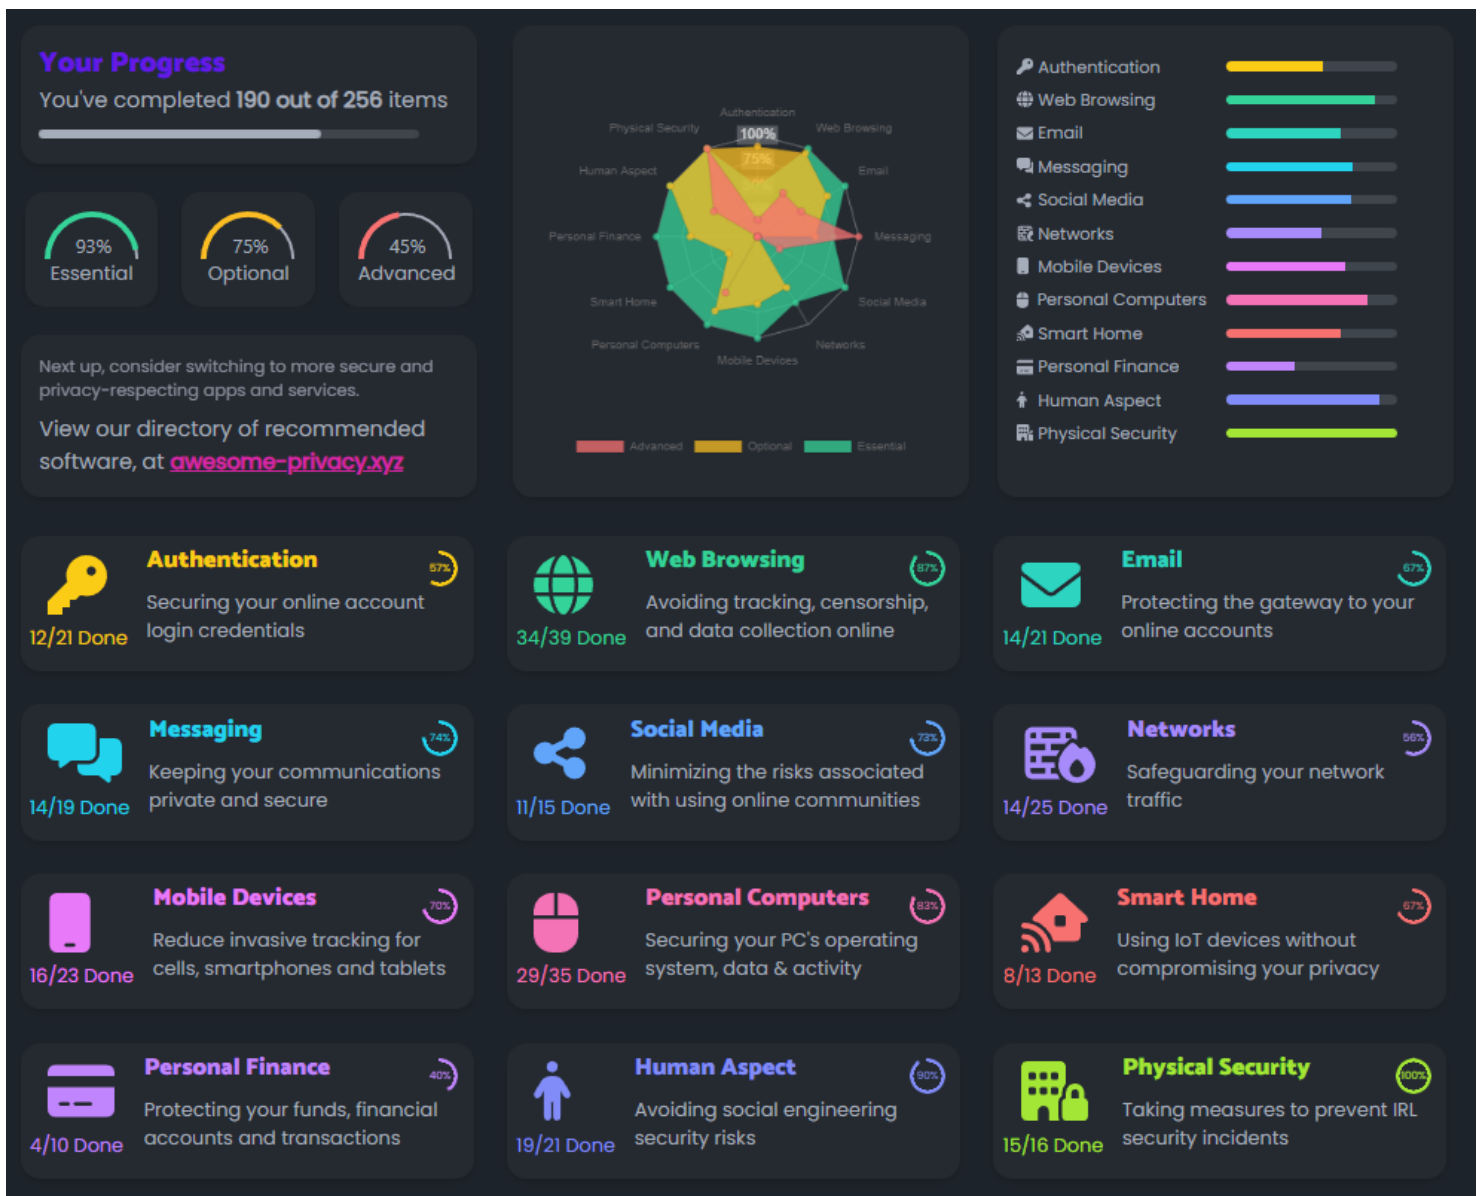 Your Progress
You've completed 190 out of 256 items
93%
Essential
75%
Optional
45%
Advanced
Next up, consider switching to more secure and
privacy-respecting apps and services.
View our directory of recommended
software, at awesome-privacy.xyz
Authentication
Physical Security
Web Browsing
100%
75%
50%
Human Aspect
Email
Personal Finance
Messaging
Smart Home
Social Media
Personal Computers
Networks
Mobile Devices
Advanced
Optional
Essential
Authentication
Web Browsing
Email
Messaging
Social Media
Networks
Mobile Devices
Personal Computers
Smart Home
Personal Finance
Human Aspect
Physical Security
Authentication
57%
Securing your online account
login credentials
12/21 Done
Web Browsing
87%
Avoiding tracking, censorship,
and data collection online
34/39 Done
Email
67%
Protecting the gateway to your
online accounts
14/21 Done
Messaging
74%
Keeping your communications
private and secure
14/19 Done
Social Media
73%
Minimizing the risks associated
with using online communities
11/15 Done
Networks
56%
Safeguarding your network
traffic
14/25 Done
Mobile Devices
70%
Reduce invasive tracking for
cells, smartphones and tablets
16/23 Done
Personal Computers
83%
Securing your PC's operating
system, data & activity
29/35 Done
Smart Home
67%
Using IoT devices without
compromising your privacy
8/13 Done
Personal Finance
40%
Protecting your funds, financial
accounts and transactions
4/10 Done
Human Aspect
90%
Avoiding social engineering
security risks
19/21 Done
Physical Security
100%
Taking measures to prevent IRL
security incidents
15/16 Done